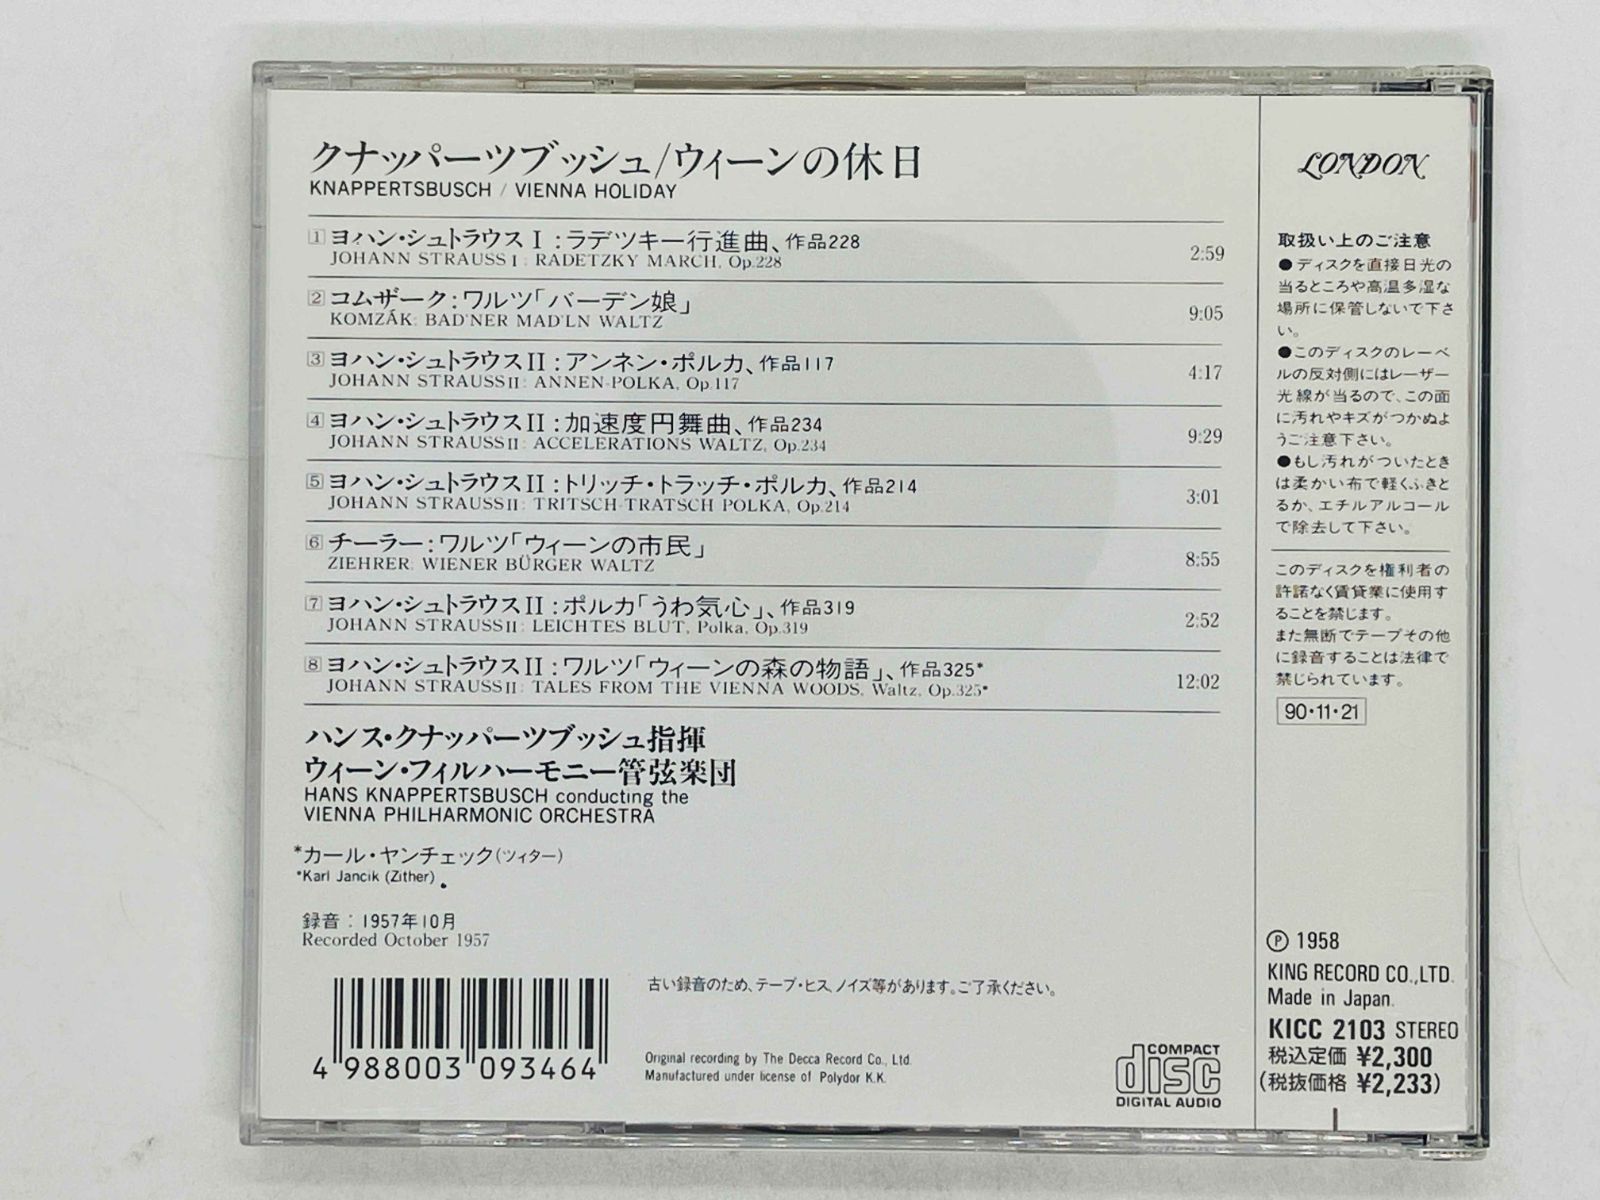 クナッパーツブッシュ/ウィーンの休日
KNAPPERTSBUSCH / VIENNA HOLIDAY
1 ヨハン・シュトラウス I : ラデツキー行進曲、作品228
JOHANN STRAUSS I : RADETZKY MARCH, Op.228
2:59
2 コムザーク : ワルツ「バーデン娘」
KOMZÁK: BAD'NER MAD'LN WALTZ
9:05
3 ヨハン・シュトラウス II : アンネン・ポルカ、作品117
JOHANN STRAUSS II : ANNEN-POLKA, Op.117
4:17
4 ヨハン・シュトラウス II : 加速度円舞曲、作品234
JOHANN STRAUSS II : ACCELERATIONS WALTZ, Op.234
9:29
5 ヨハン・シュトラウス II : トリッチ・トラッチ・ポルカ、作品214
JOHANN STRAUSS II : TRITSCH-TRATSCH POLKA, Op.214
3:01
6 チーラー : ワルツ「ウィーンの市民」
ZIEHRER: WIENER BÜRGER WALTZ
8:55
7 ヨハン・シュトラウス II : ポルカ「うわ気心」、作品319
JOHANN STRAUSS II : LEICHTES BLUT, Polka, Op.319
2:52
8 ヨハン・シュトラウス II : ワルツ「ウィーンの森の物語」、作品325*
JOHANN STRAUSS II : TALES FROM THE VIENNA WOODS, Waltz, Op.325*
12:02
ハンス・クナッパーツブッシュ指揮
ウィーン・フィルハーモニー管弦楽団
HANS KNAPPERTSBUSCH conducting the
VIENNA PHILHARMONIC ORCHESTRA
*カール・ヤンチェック(ツィター)
*Karl Jancik (Zither)
録音 : 1957年10月
Recorded October 1957
4 988003 093464
古い録音のため、テープ・ヒス、ノイズ等があります。ご了承ください。
Original recording by The Decca Record Co., Ltd.
Manufactured under license of Polydor K.K.
COMPACT
disc
DIGITAL AUDIO
LONDON
取扱い上のご注意
●ディスクを直接日光の
当るところや高温多湿な
場所に保管しないで下さ
い。
●このディスクのレーベ
ルの反対側にはレーザー
光線が当るので、この面
に汚れやキズがつかぬよ
うご注意下さい。
●もし汚れがついたとき
は柔かい布で軽くふきと
るか、エチルアルコール
で除去して下さい。
このディスクを権利者の
許諾なく賃貸業に使用す
ることを禁じます。
また無断でテープその他
に録音することは法律で
禁じられています。
90・11・21
Ⓟ 1958
KING RECORD CO.,LTD.
Made in Japan.
KICC 2103 STEREO
税込定価 ¥2,300
(税抜価格 ¥2,233)